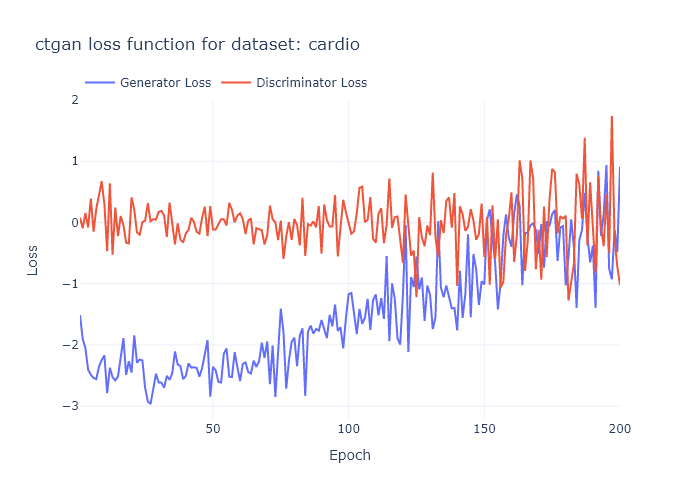 ctgan loss function for dataset: cardio
Generator Loss Discriminator Loss
2
1
0
−1
−2
−3
Loss
50 100 150 200
Epoch